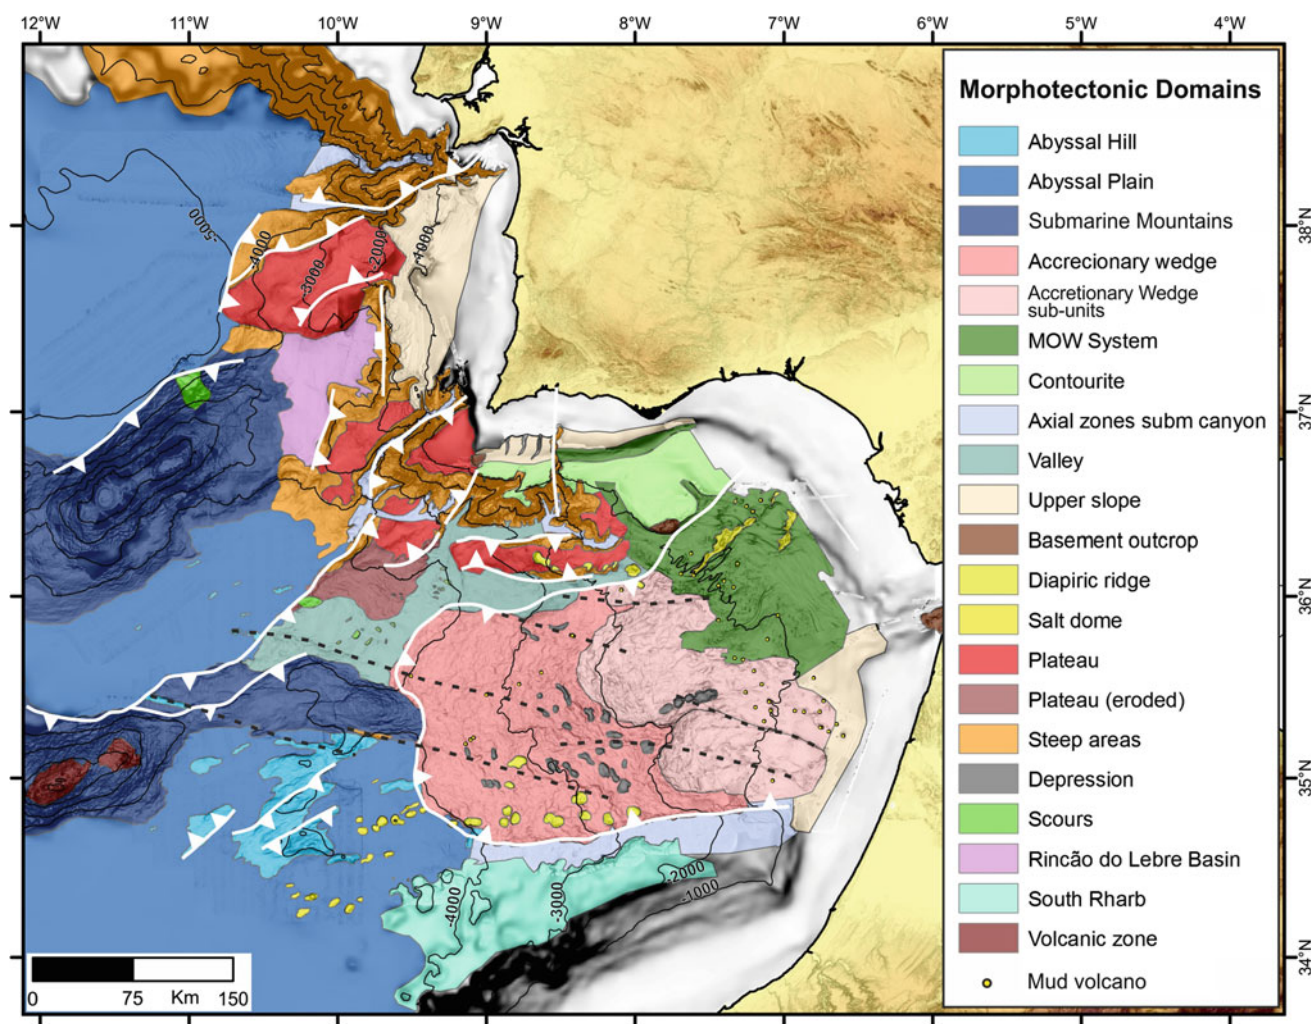 12°W 11°W 10°W 9°W 8°W 7°W 6°W 5°W 4°W
Morphotectonic Domains
Abyssal Hill
Abyssal Plain
Submarine Mountains
Accrecionary wedge
Accretionary Wedge
sub-units
MOW System
Contourite
Axial zones subm canyon
Valley
Upper slope
Basement outcrop
Diapiric ridge
Salt dome
Plateau
Plateau (eroded)
Steep areas
Depression
Scours
Rincão do Lebre Basin
South Rharb
Volcanic zone
Mud volcano
38°N
37°N
36°N
35°N
34°N
-5000
-4000
-3000
-2000
-1000
-4000
-3000
-2000
-1000
0 75 Km 150